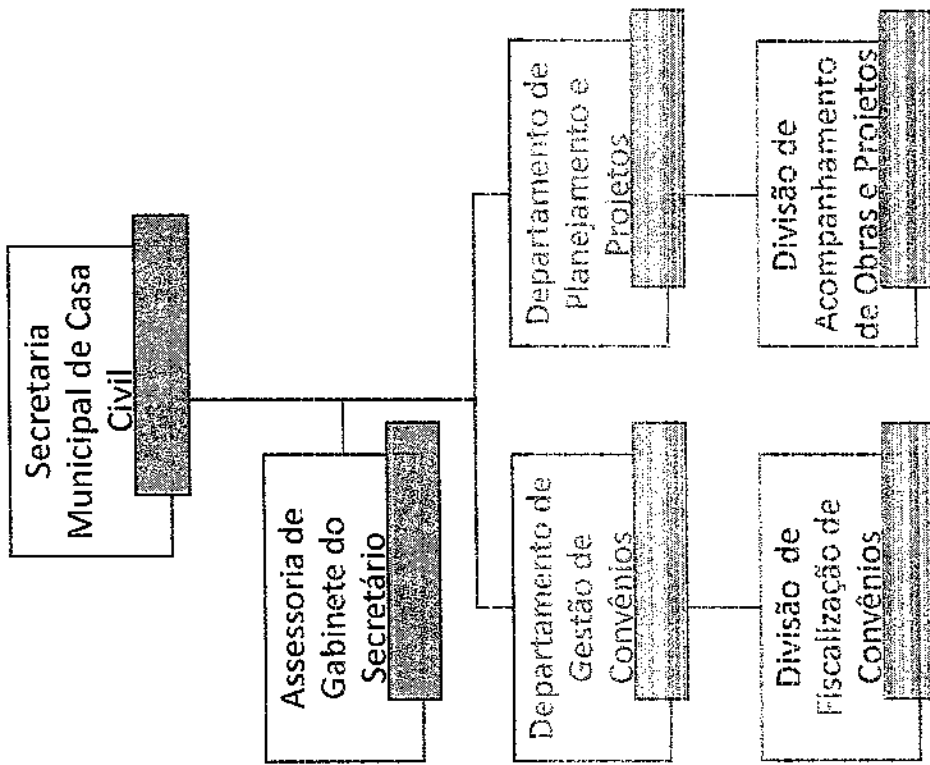 Secretaria
Municipal de Casa
Civil
Assessoria de
Gabinete do
Secretário
Departamento de
Gestão de
Convênios
Departamento de
Planejamento e
Projetos
Divisão de
Fiscalização de
Convênios
Divisão de
Acompanhamento
de Obras e Projetos